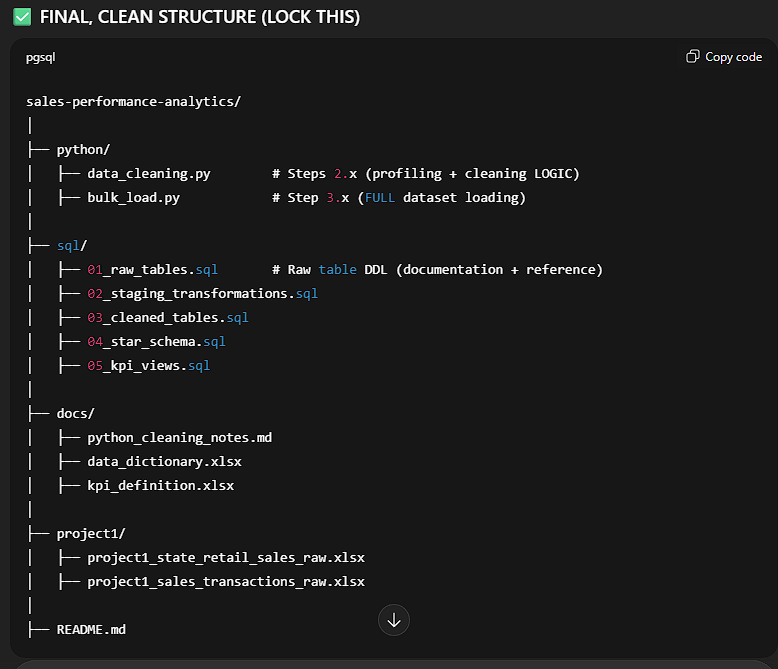 ✅ FINAL, CLEAN STRUCTURE (LOCK THIS)
pgsql Copy code
sales-performance-analytics/
│
├── python/
│   ├── data_cleaning.py        # Steps 2.x (profiling + cleaning LOGIC)
│   ├── bulk_load.py            # Step 3.x (FULL dataset loading)
│
├── sql/
│   ├── 01_raw_tables.sql       # Raw table DDL (documentation + reference)
│   ├── 02_staging_transformations.sql
│   ├── 03_cleaned_tables.sql
│   ├── 04_star_schema.sql
│   ├── 05_kpi_views.sql
│
├── docs/
│   ├── python_cleaning_notes.md
│   ├── data_dictionary.xlsx
│   ├── kpi_definition.xlsx
│
├── project1/
│   ├── project1_state_retail_sales_raw.xlsx
│   ├── project1_sales_transactions_raw.xlsx
│
├── README.md